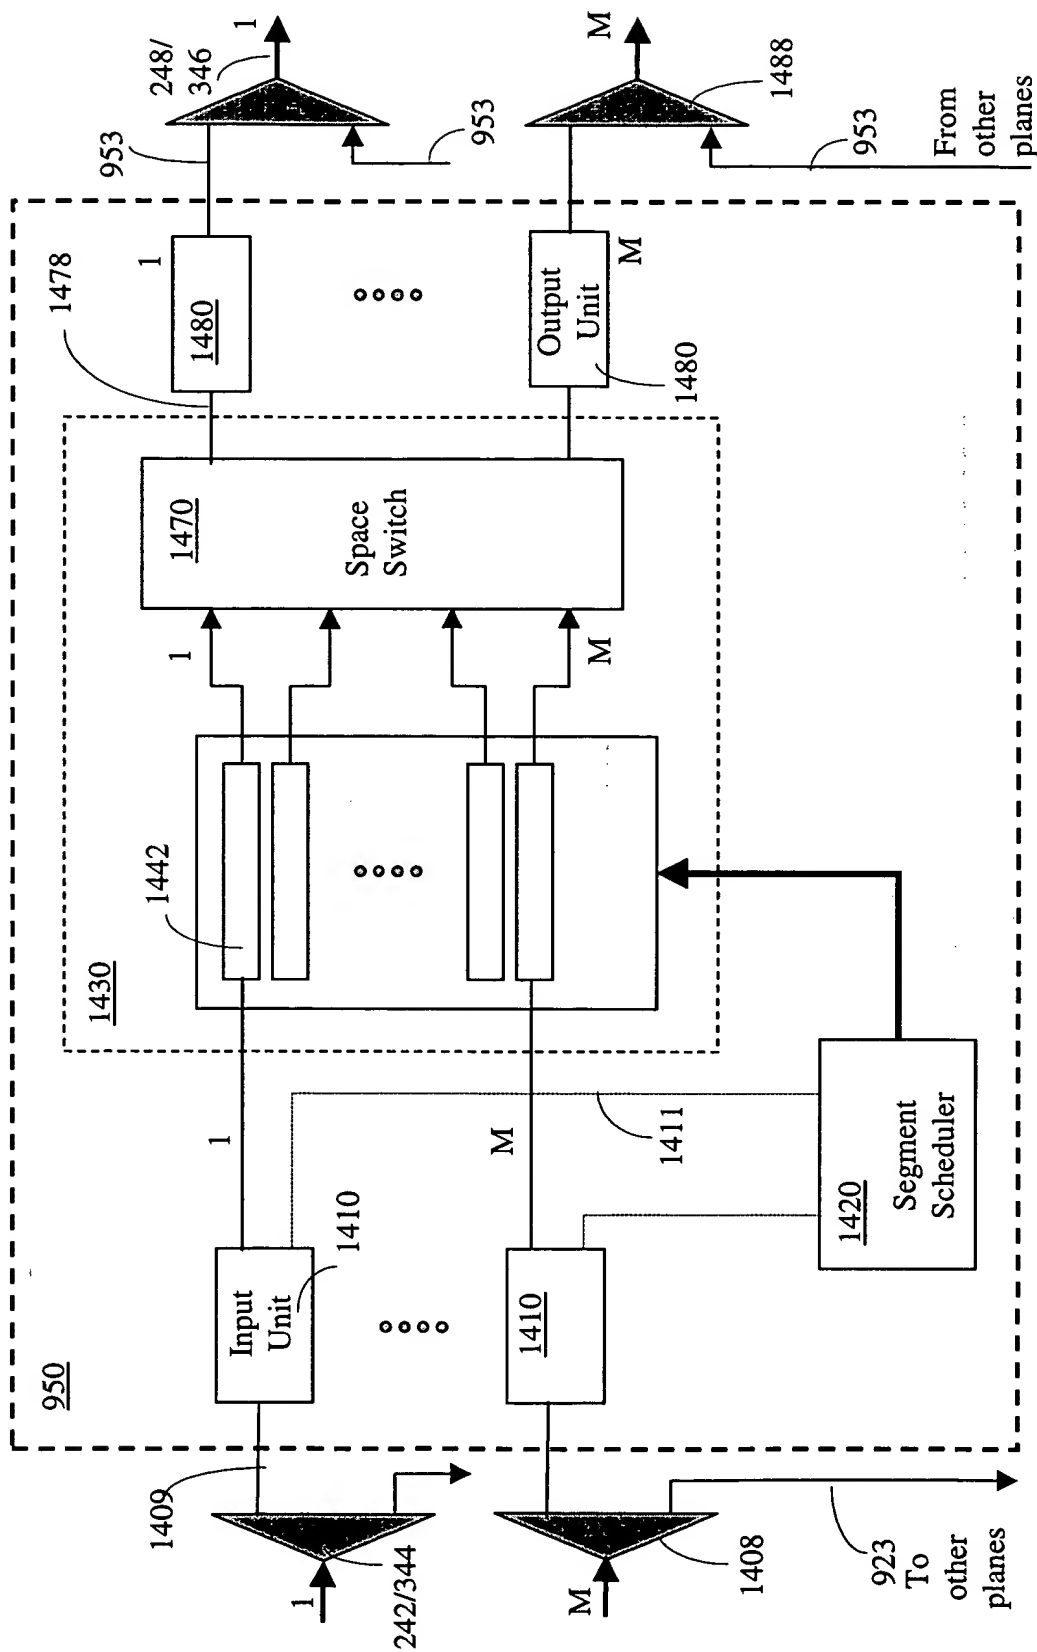 1
242/344
1409
M
1408
923
To
other
planes
950
Input
Unit
1410
1410
1
M
1411
1420
Segment
Scheduler
1430
1442
1
M
1470
Space
Switch
1478
1
1480
Output
Unit
M
1480
953
248/
346
1
953
M
1488
953
From
other
planes